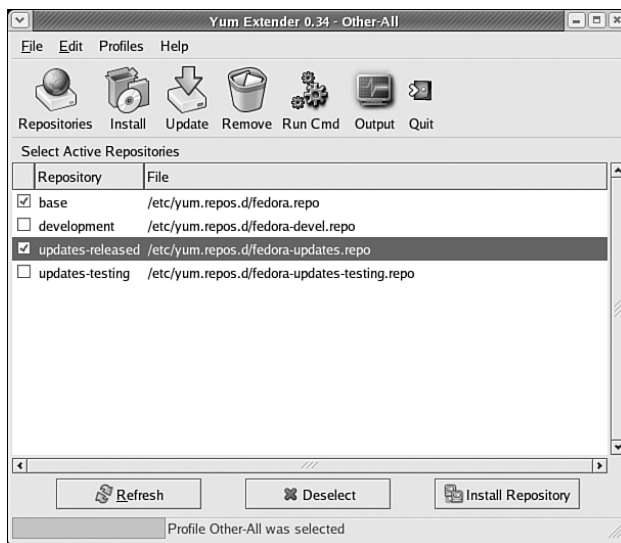 Yum Extender 0.34 - Other-All
File Edit Profiles Help
Repositories Install Update Remove Run Cmd Output Quit
Select Active Repositories
Repository File
base /etc/yum.repos.d/fedora.repo
development /etc/yum.repos.d/fedora-devel.repo
updates-released /etc/yum.repos.d/fedora-updates.repo
updates-testing /etc/yum.repos.d/fedora-updates-testing.repo
Refresh Deselect Install Repository
Profile Other-All was selected